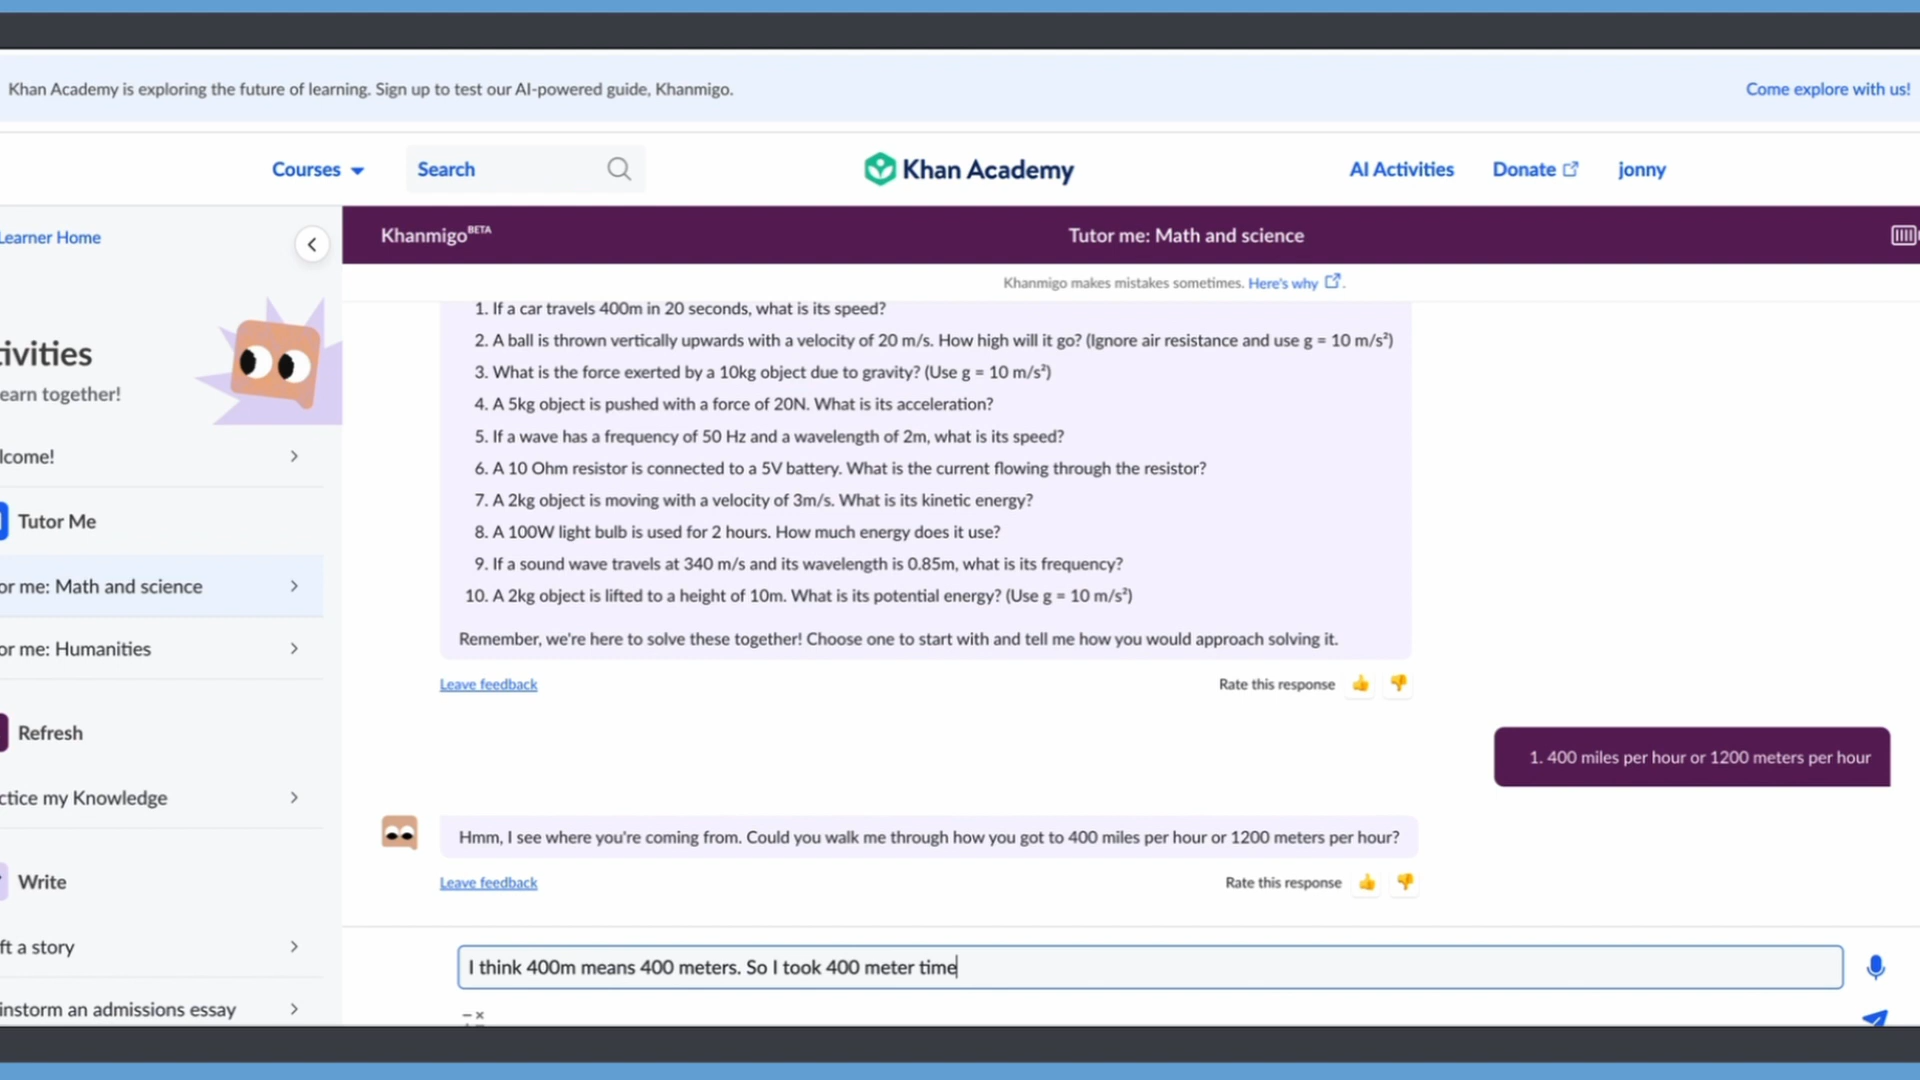 Khan Academy is exploring the future of learning. Sign up to test our AI-powered guide, Khanmigo.
Come explore with us!
Courses
Search
Khan Academy
AI Activities
Donate
jonny
Learner Home
Khanmigo BETA
Tutor me: Math and science
Khanmigo makes mistakes sometimes. Here's why.
tivities
earn together!
lcome!
Tutor Me
or me: Math and science
or me: Humanities
Refresh
ctice my Knowledge
Write
ft a story
instorm an admissions essay
1. If a car travels 400m in 20 seconds, what is its speed?
2. A ball is thrown vertically upwards with a velocity of 20 m/s. How high will it go? (Ignore air resistance and use g = 10 m/s²)
3. What is the force exerted by a 10kg object due to gravity? (Use g = 10 m/s²)
4. A 5kg object is pushed with a force of 20N. What is its acceleration?
5. If a wave has a frequency of 50 Hz and a wavelength of 2m, what is its speed?
6. A 10 Ohm resistor is connected to a 5V battery. What is the current flowing through the resistor?
7. A 2kg object is moving with a velocity of 3m/s. What is its kinetic energy?
8. A 100W light bulb is used for 2 hours. How much energy does it use?
9. If a sound wave travels at 340 m/s and its wavelength is 0.85m, what is its frequency?
10. A 2kg object is lifted to a height of 10m. What is its potential energy? (Use g = 10 m/s²)
Remember, we're here to solve these together! Choose one to start with and tell me how you would approach solving it.
Leave feedback
Rate this response
1. 400 miles per hour or 1200 meters per hour
Hmm, I see where you're coming from. Could you walk me through how you got to 400 miles per hour or 1200 meters per hour?
Leave feedback
Rate this response
I think 400m means 400 meters. So I took 400 meter time